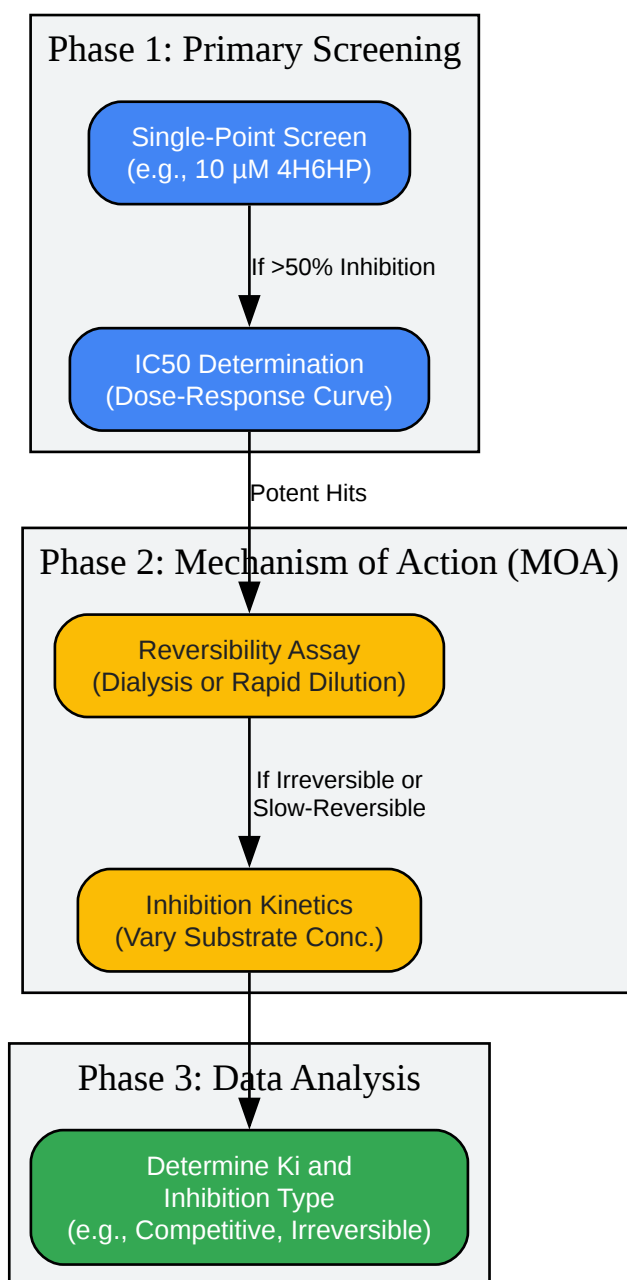 Phase 1: Primary Screening
Single-Point Screen
(e.g., 10 µM 4H6HP)
If >50% Inhibition
IC50 Determination
(Dose-Response Curve)
Potent Hits
Phase 2: Mechanism of Action (MOA)
Reversibility Assay
(Dialysis or Rapid Dilution)
If Irreversible or
Slow-Reversible
Inhibition Kinetics
(Vary Substrate Conc.)
Phase 3: Data Analysis
Determine Ki and
Inhibition Type
(e.g., Competitive, Irreversible)